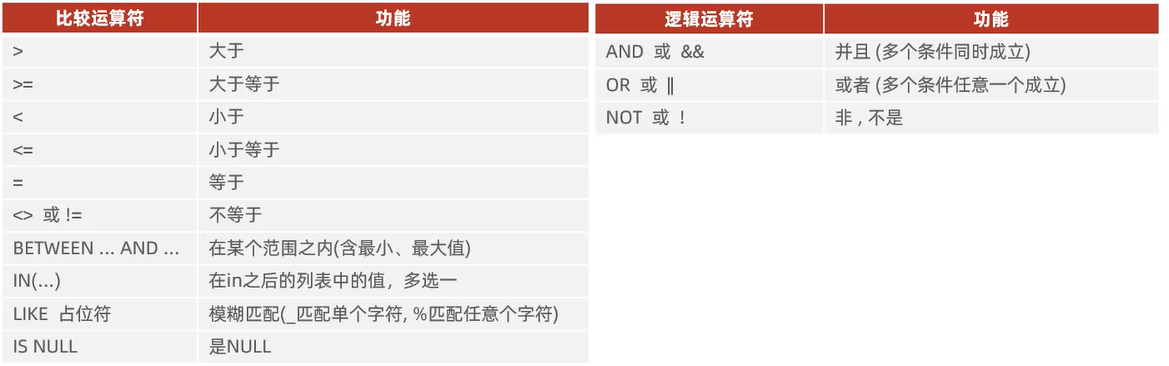 比较运算符 功能
> 大于
>= 大于等于
< 小于
<= 小于等于
= 等于
<> 或 != 不等于
BETWEEN ... AND ... 在某个范围之内(含最小、最大值)
IN(...) 在in之后的列表中的值，多选一
LIKE 占位符 模糊匹配(_匹配单个字符, %匹配任意个字符)
IS NULL 是NULL
逻辑运算符 功能
AND 或 && 并且 (多个条件同时成立)
OR 或 || 或者 (多个条件任意一个成立)
NOT 或 ! 非 , 不是